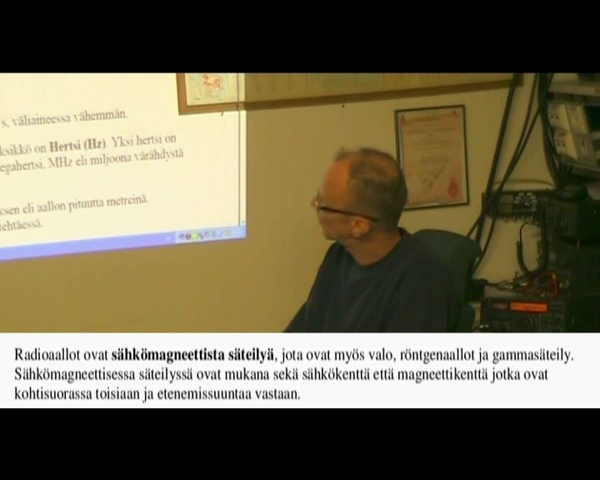 s, väliaineessa vähemmän.
ksikkö on Hertsi (Hz). Yksi hertsi on
egahertsi, MHz eli miljoona värähdystä
sen eli aallon pituutta metreinä.
ehtäessä.
Radioaallot ovat sähkömagneettista säteilyä, jota ovat myös valo, röntgenaallot ja gammasäteily.
Sähkömagneettisessa säteilyssä ovat mukana sekä sähkökenttä että magneettikenttä jotka ovat
kohtisuorassa toisiaan ja etenemissuuntaa vastaan.